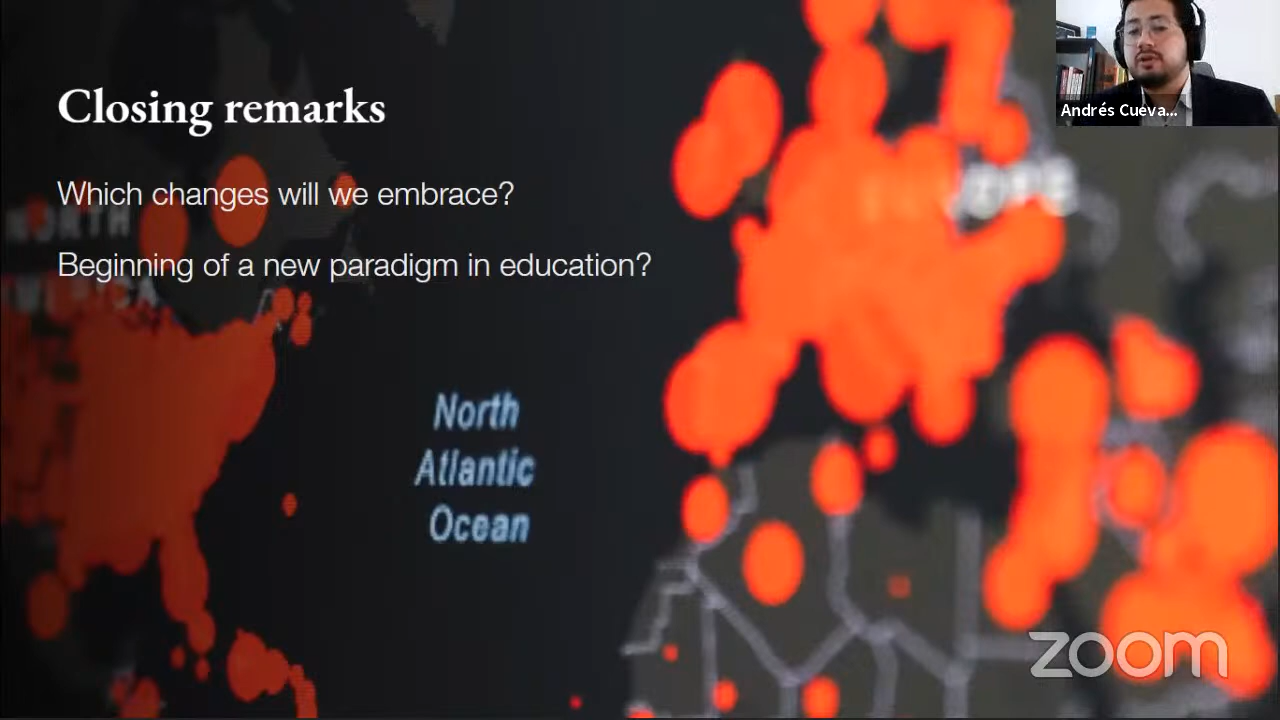 Closing remarks
Andrés Cueva...
Which changes will we embrace?
NORTH
Beginning of a new paradigm in education?
North
Atlantic
Ocean
zoom